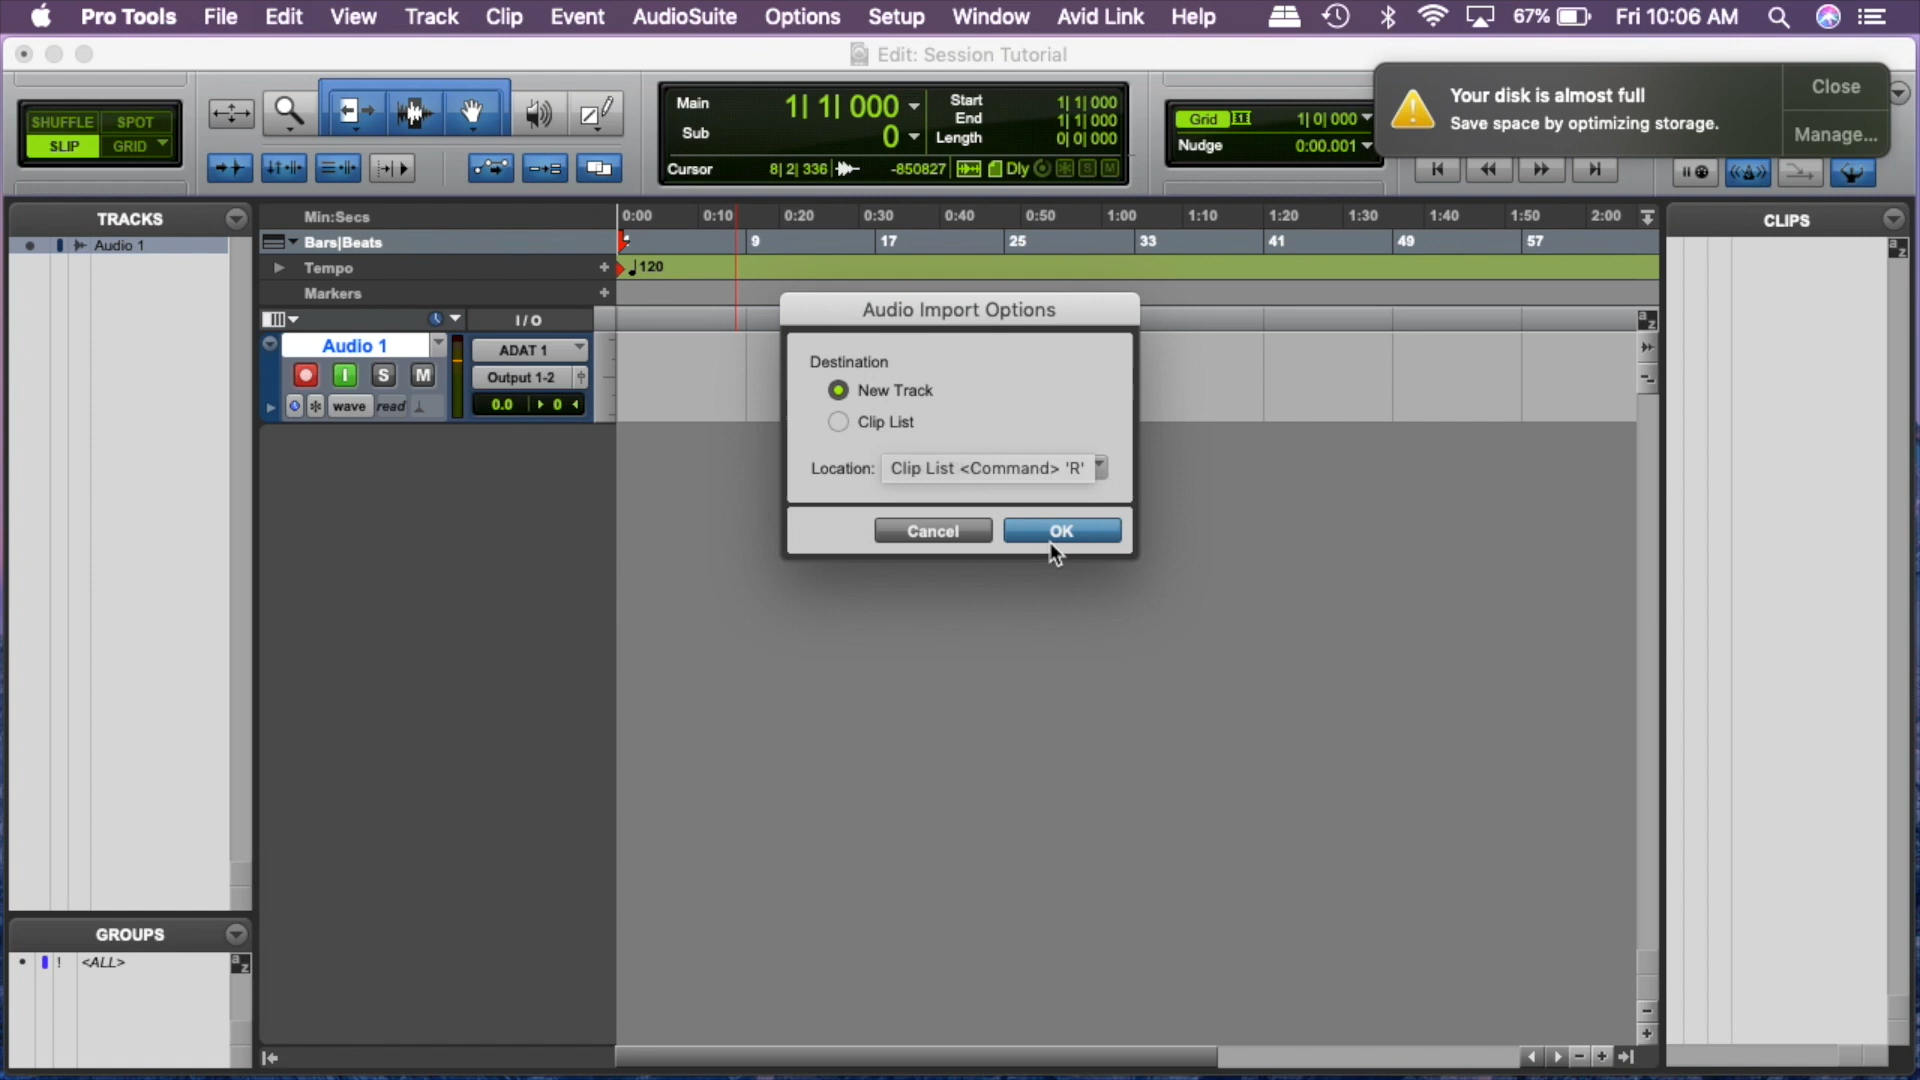 Pro Tools File Edit View Track Clip Event AudioSuite Options Setup Window Avid Link Help 67% Fri 10:06 AM
Edit: Session Tutorial
Your disk is almost full
Save space by optimizing storage.
Close
Manage...
SHUFFLE SPOT
SLIP GRID
Main 1| 1| 000
Sub 0
Start 1| 1| 000
End 1| 1| 000
Length 0| 0| 000
Cursor 8| 2| 336 -850827 Dly S M
Grid 1| 0| 000
Nudge 0:00.001
TRACKS
Audio 1
Min:Secs 0:00 0:10 0:20 0:30 0:40 0:50 1:00 1:10 1:20 1:30 1:40 1:50 2:00
Bars|Beats 9 17 25 33 41 49 57
Tempo + 120
Markers +
I/O
Audio 1
ADAT 1
I S M
Output 1-2
wave read
0.0 0
CLIPS
a z
a z
Audio Import Options
Destination
New Track
Clip List
Location: Clip List <Command> 'R'
Cancel OK
GROUPS
! <ALL>
a z